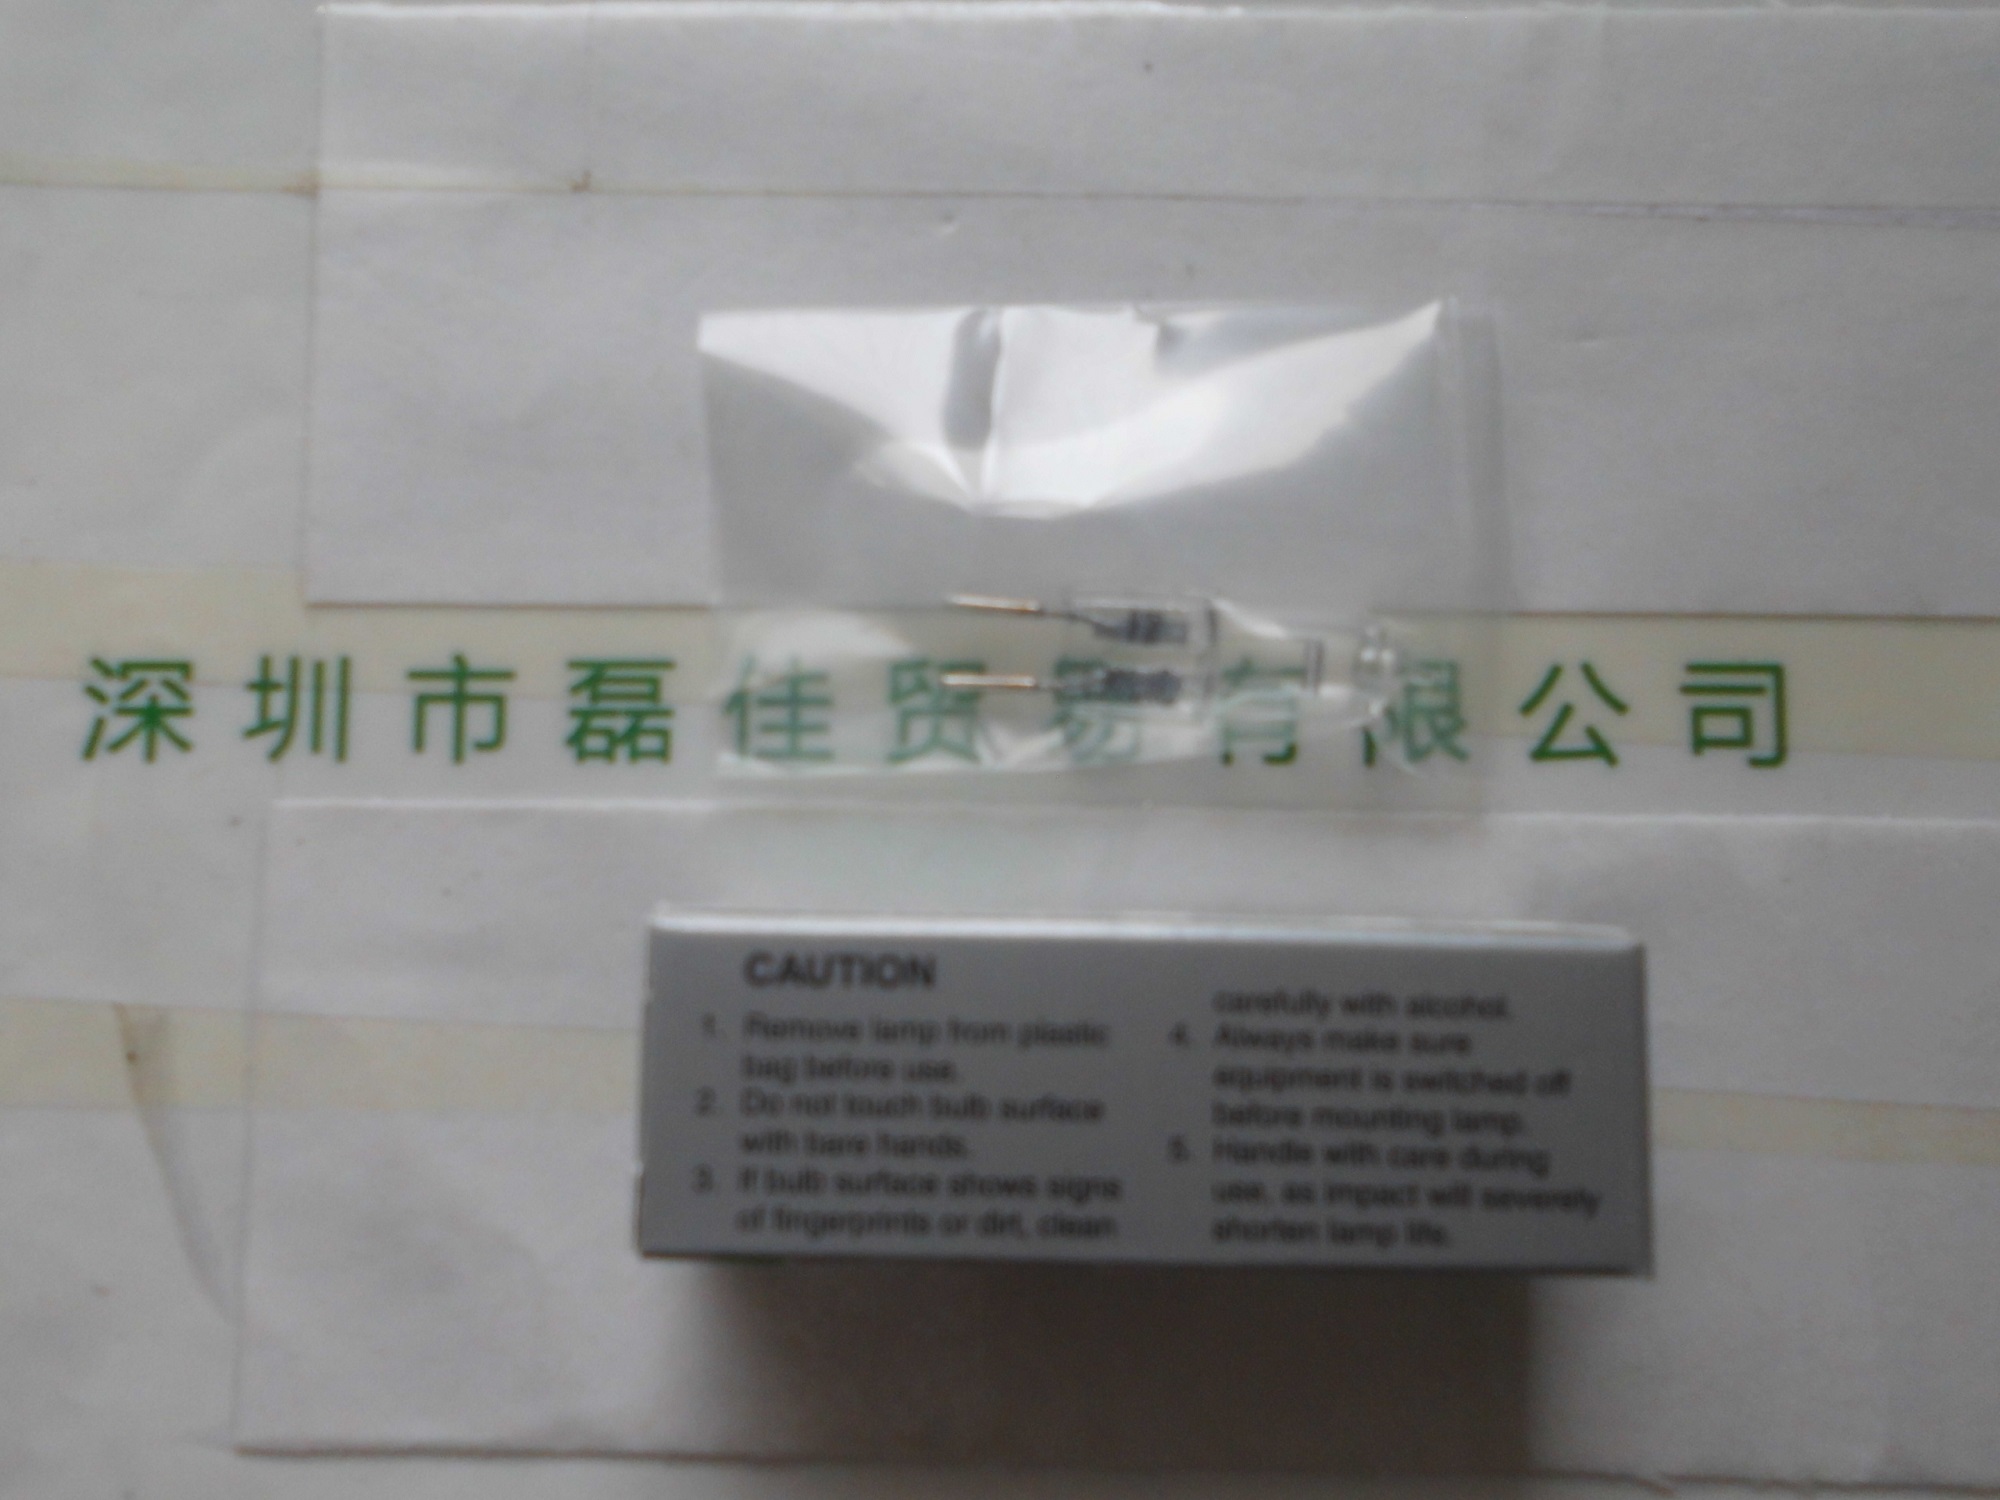 深圳市磊佳贸易有限公司
CAUTION
1. Remove lamp from plastic
bag before use.
2. Do not touch bulb surface
with bare hands.
3. If bulb surface shows signs
of fingerprints or dirt, clean
carefully with alcohol.
4. Always make sure
equipment is switched off
before mounting lamp.
5. Handle with care during
use, as impact will severely
shorten lamp life.